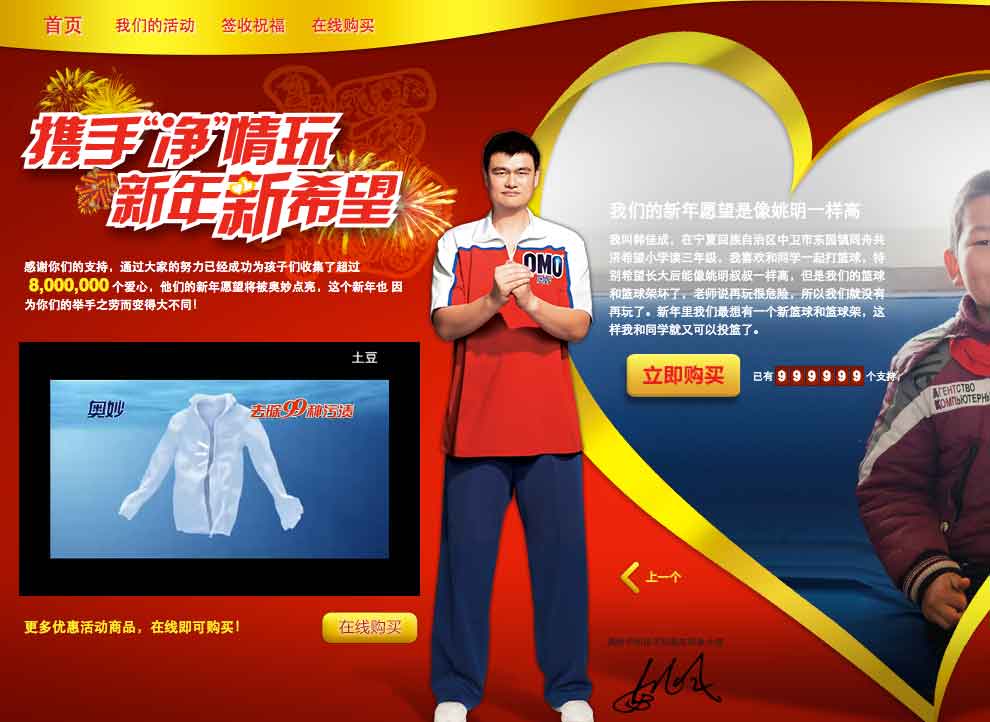 首页 我们的活动 签收祝福 在线购买
携手“净”情玩
新年新希望
感谢你们的支持，通过大家的努力已经成功为孩子们收集了超过
8,000,000 个爱心，他们的新年愿望将被奥妙点亮，这个新年也 因
为你们的举手之劳而变得大不同！
土豆
奥妙
去除99种污渍
更多优惠活动商品，在线即可购买！
在线购买
OMO
我们的新年愿望是像姚明一样高
我叫韩佳成，在宁夏回族自治区中卫市东园镇同舟共
济希望小学读三年级，我喜欢和同学一起打篮球，特
别希望长大后能像姚明叔叔一样高，但是我们的篮球
和篮球架坏了，老师说再玩很危险，所以我们就没有
再玩了。新年里我们最想有一个新篮球和篮球架，这
样我和同学就又可以投篮了。
立即购买
已有 999999 个支持，
АГЕНТСТВО
КОМПЬЮТЕРНЫ
上一个